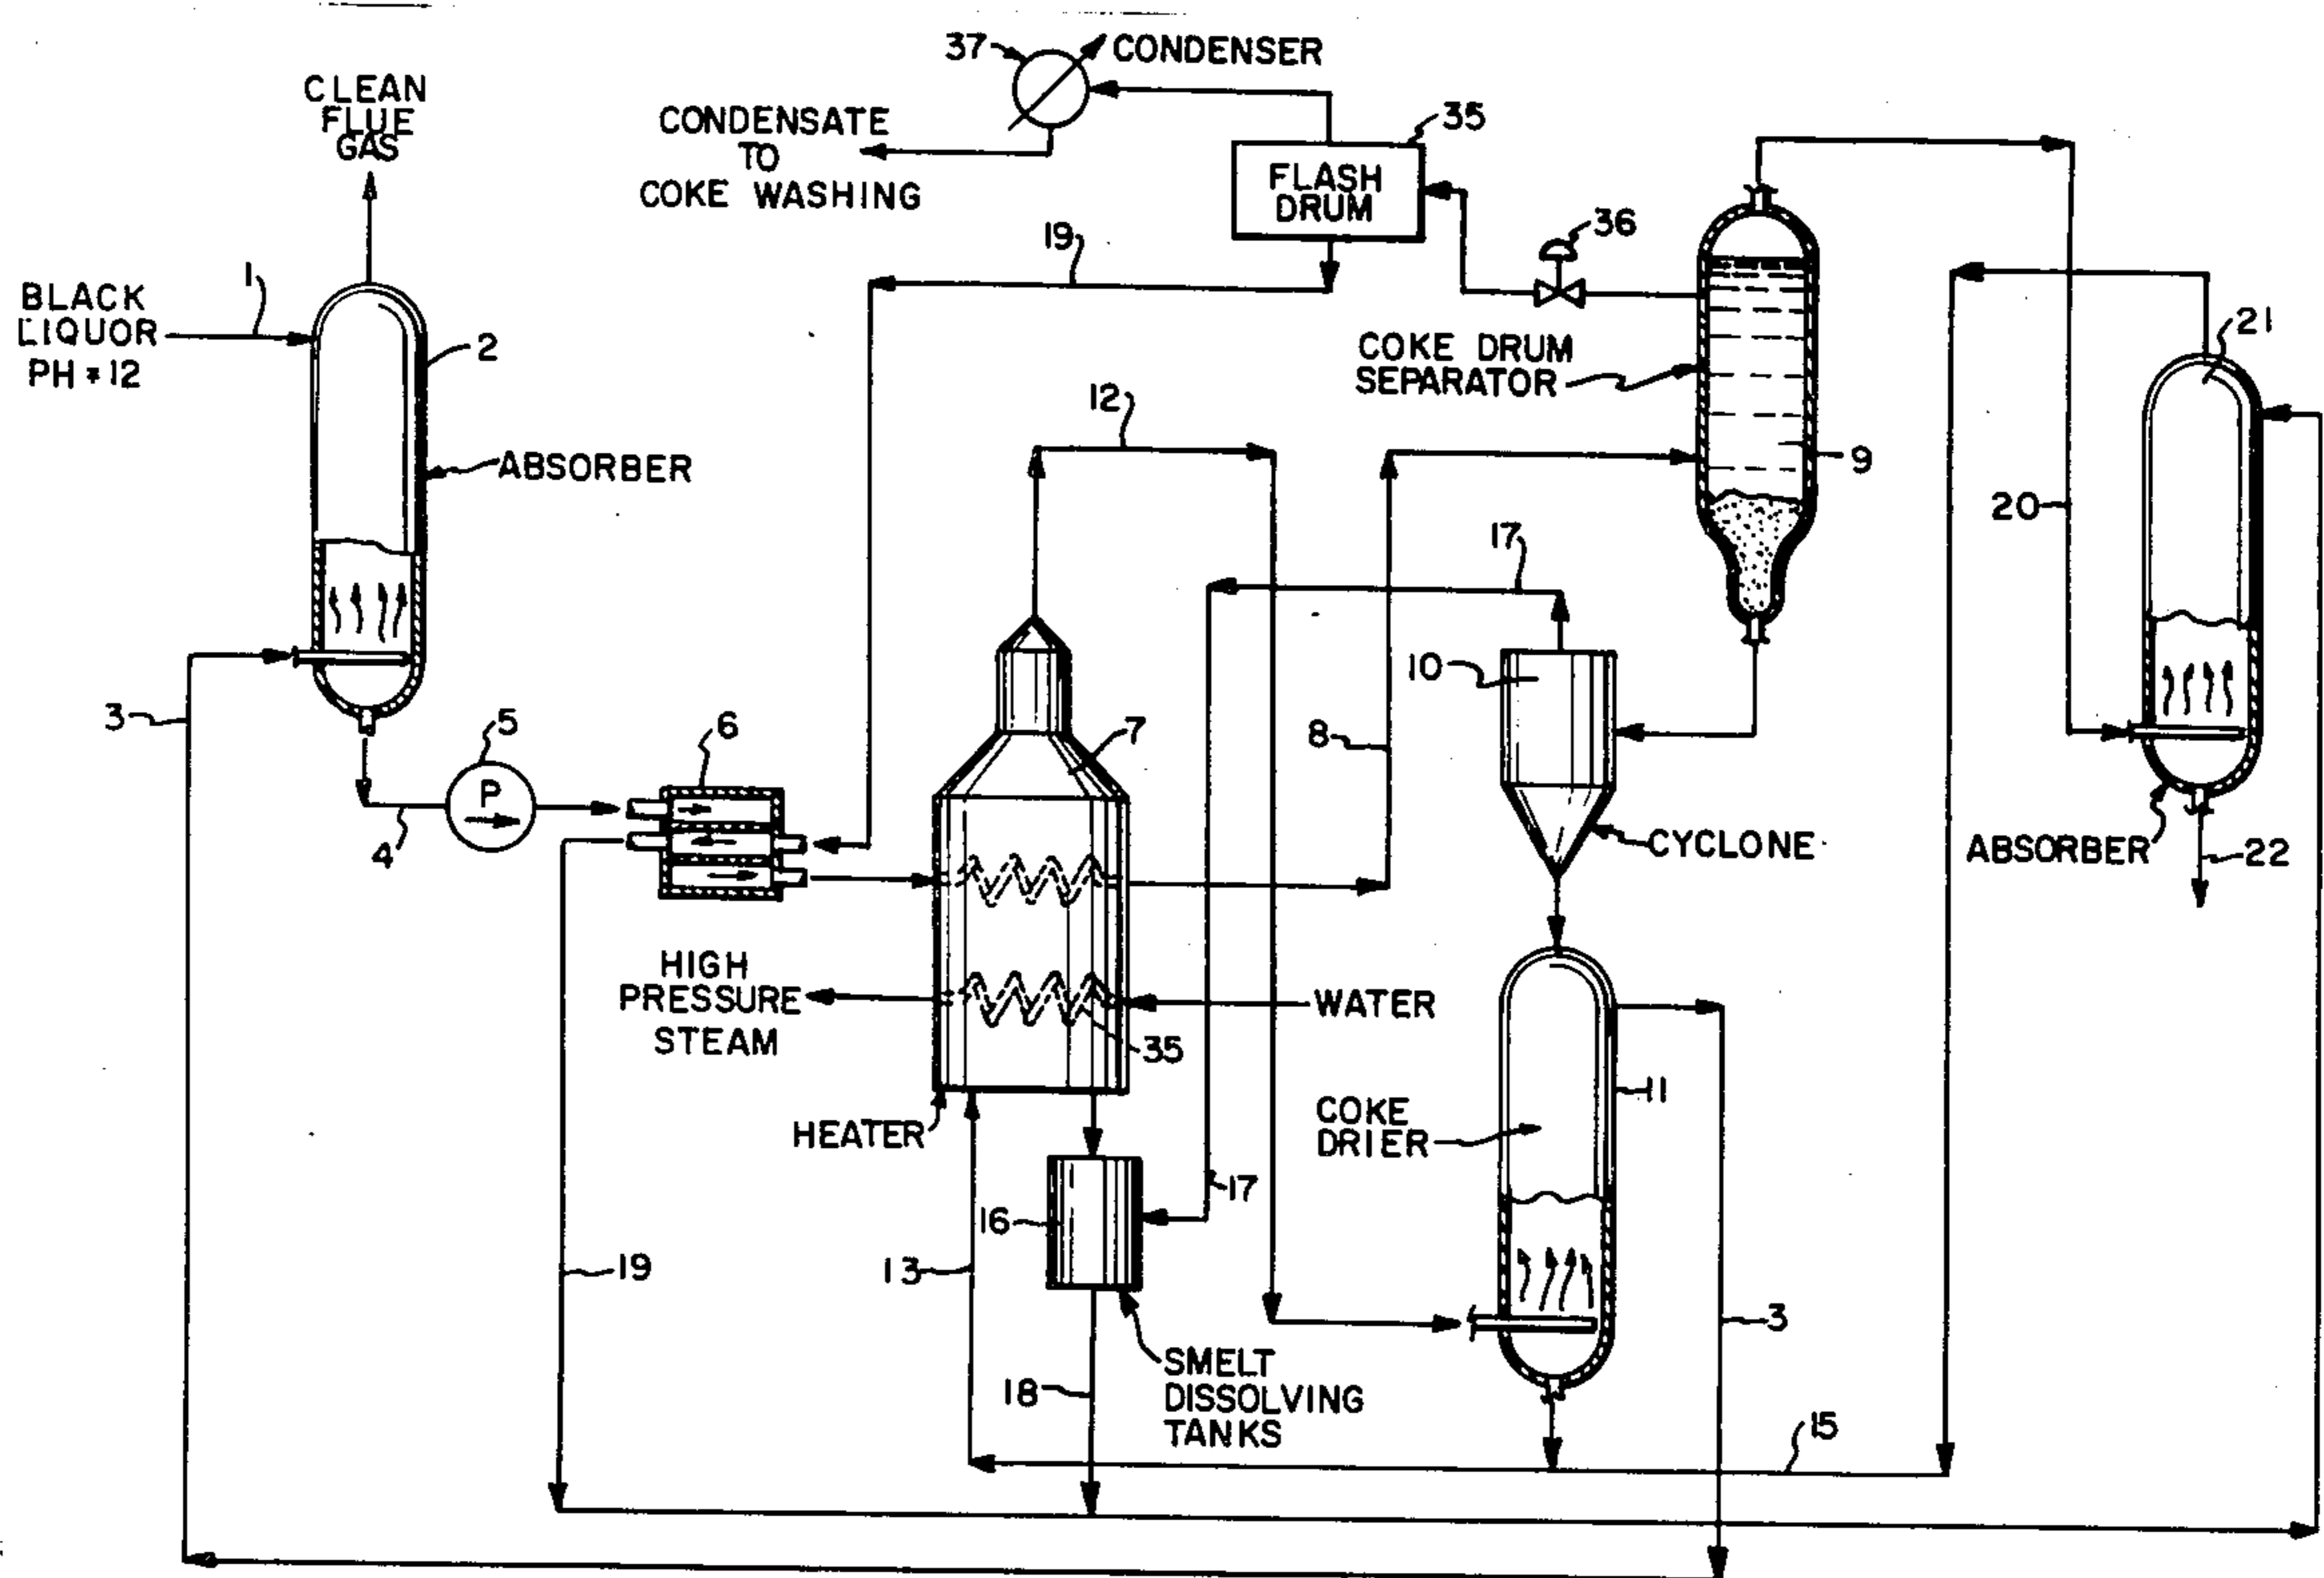 37
CONDENSER
CLEAN
FLUE
GAS
CONDENSATE
TO
COKE WASHING
35
FLASH
DRUM
36
19
1
BLACK
LIQUOR
PH = 12
2
21
COKE DRUM
SEPARATOR
12
ABSORBER
9
20
17
10
3
5
P
6
7
8
4
CYCLONE
ABSORBER
22
HIGH
PRESSURE
STEAM
WATER
35
11
HEATER
COKE
DRIER
16
17
19
13
3
SMELT
DISSOLVING
TANKS
18
15